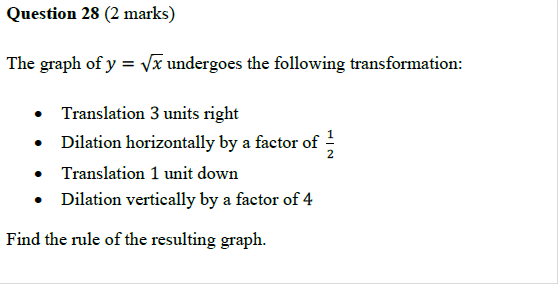 Question 28 (2 marks)
The graph of y = √x undergoes the following transformation:
• Translation 3 units right
• Dilation horizontally by a factor of 1/2
• Translation 1 unit down
• Dilation vertically by a factor of 4
Find the rule of the resulting graph.